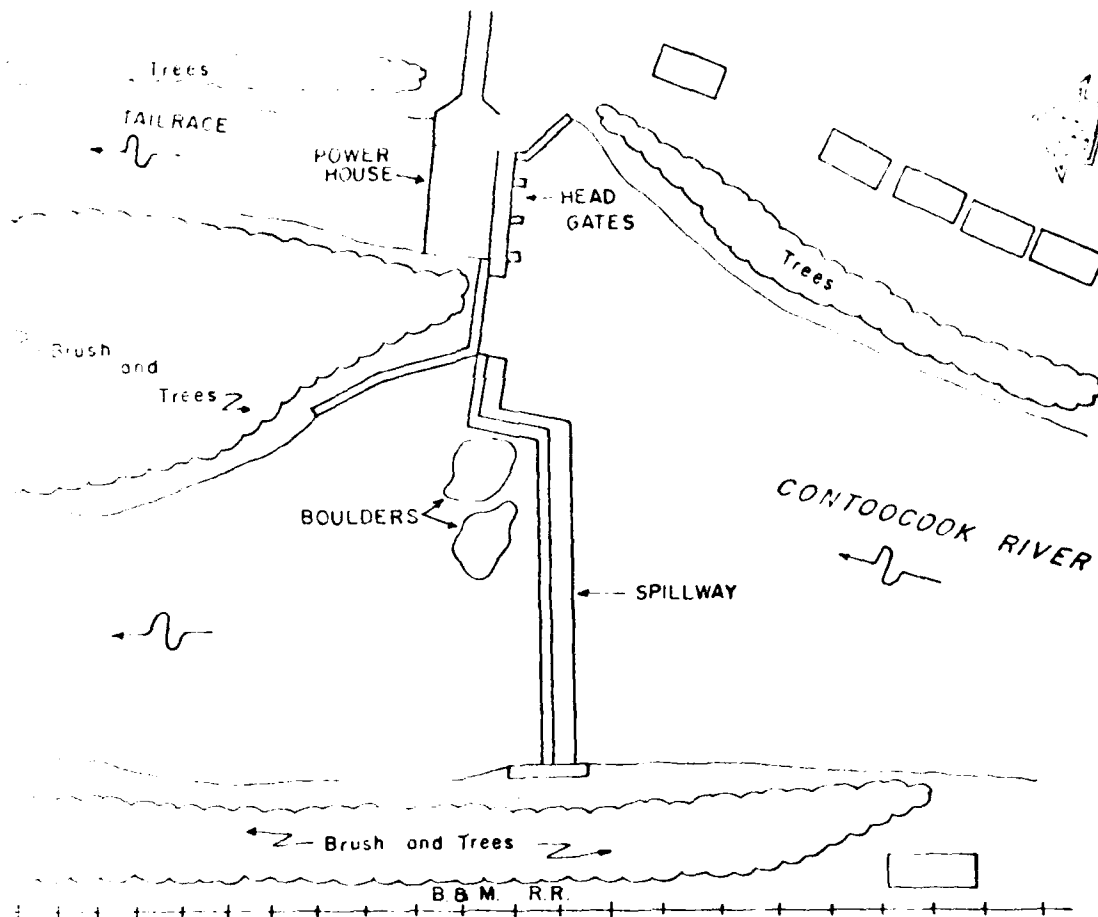 Trees
TAILRACE
POWER
HOUSE
HEAD
GATES
Trees
Brush
and
Trees
BOULDERS
CONTOOCOOK RIVER
SPILLWAY
Brush and Trees
B & M. R.R.